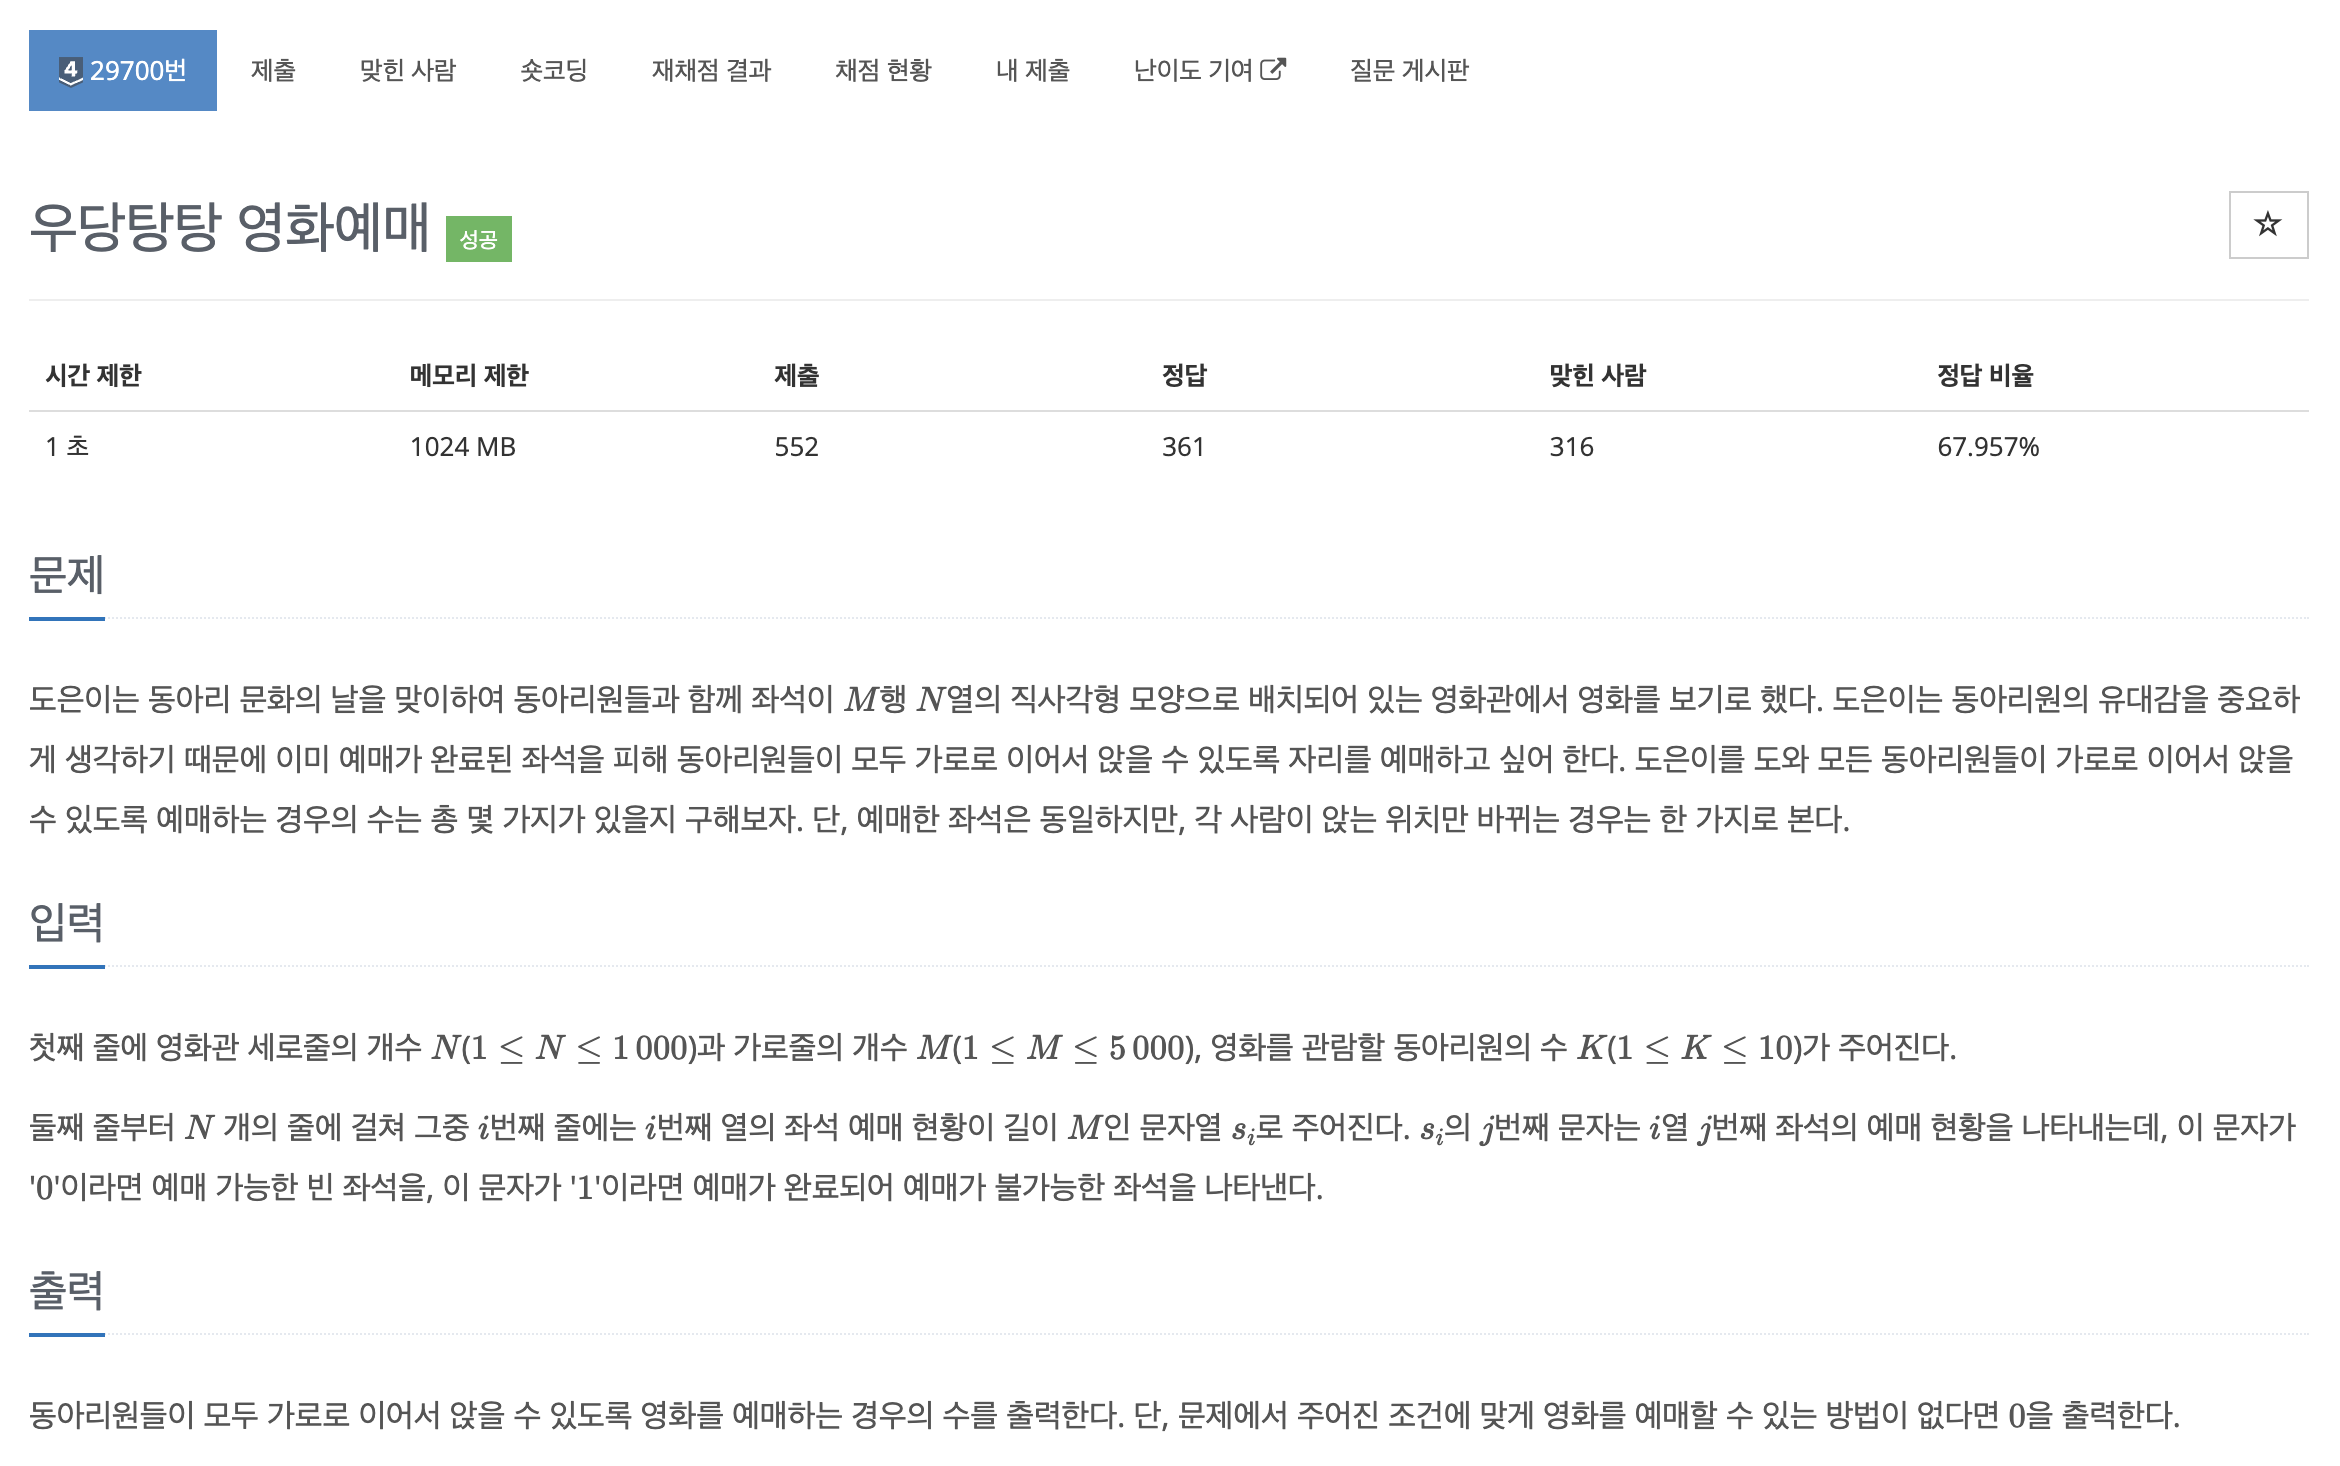 4 29700번 제출 맞힌 사람 숏코딩 재채점 결과 채점 현황 내 제출 난이도 기여 질문 게시판
우당탕탕 영화예매 성공
시간 제한 메모리 제한 제출 정답 맞힌 사람 정답 비율
1 초 1024 MB 552 361 316 67.957%
문제
도은이는 동아리 문화의 날을 맞이하여 동아리원들과 함께 좌석이 M행 N열의 직사각형 모양으로 배치되어 있는 영화관에서 영화를 보기로 했다. 도은이는 동아리원의 유대감을 중요하
게 생각하기 때문에 이미 예매가 완료된 좌석을 피해 동아리원들이 모두 가로로 이어서 앉을 수 있도록 자리를 예매하고 싶어 한다. 도은이를 도와 모든 동아리원들이 가로로 이어서 앉을
수 있도록 예매하는 경우의 수는 총 몇 가지가 있을지 구해보자. 단, 예매한 좌석은 동일하지만, 각 사람이 앉는 위치만 바뀌는 경우는 한 가지로 본다.
입력
첫째 줄에 영화관 세로줄의 개수 N(1 ≤ N ≤ 1 000)과 가로줄의 개수 M(1 ≤ M ≤ 5 000), 영화를 관람할 동아리원의 수 K(1 ≤ K ≤ 10)가 주어진다.
둘째 줄부터 N 개의 줄에 걸쳐 그중 i번째 줄에는 i번째 열의 좌석 예매 현황이 길이 M인 문자열 s_i로 주어진다. s_i의 j번째 문자는 i열 j번째 좌석의 예매 현황을 나타내는데, 이 문자가
'0'이라면 예매 가능한 빈 좌석을, 이 문자가 '1'이라면 예매가 완료되어 예매가 불가능한 좌석을 나타낸다.
출력
동아리원들이 모두 가로로 이어서 앉을 수 있도록 영화를 예매하는 경우의 수를 출력한다. 단, 문제에서 주어진 조건에 맞게 영화를 예매할 수 있는 방법이 없다면 0을 출력한다.